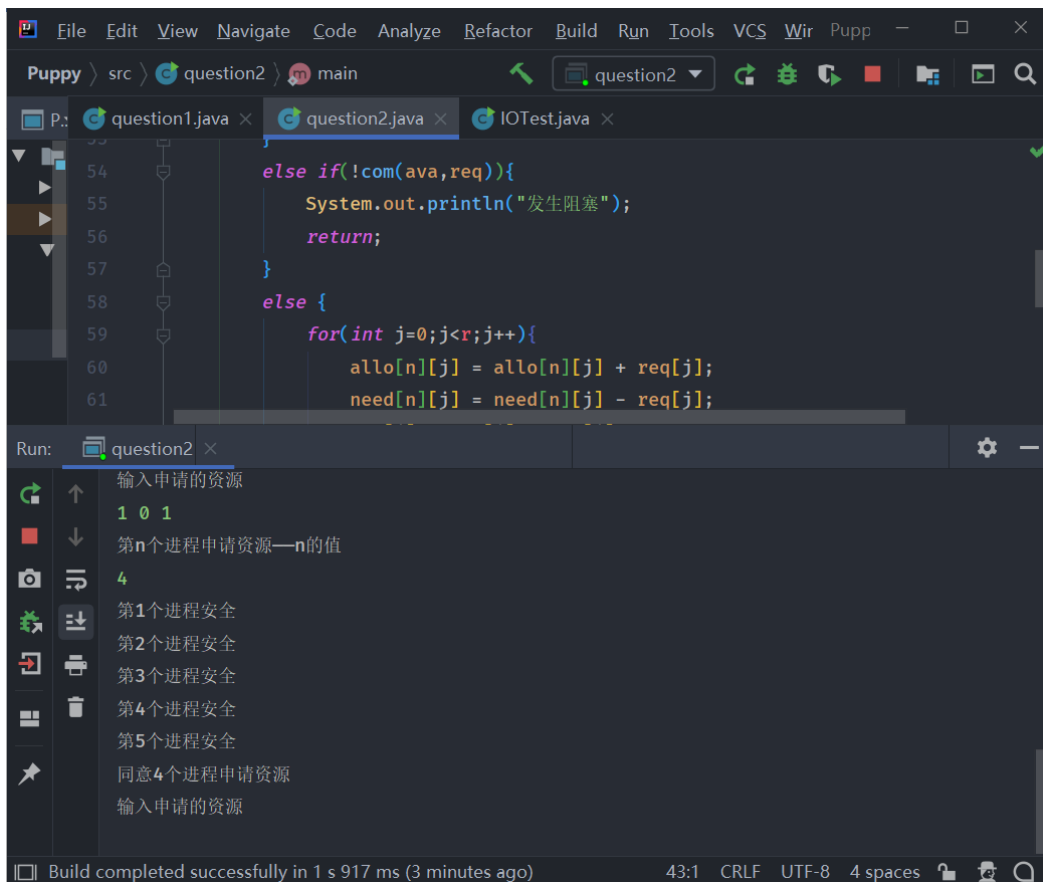 File Edit View Navigate Code Analyze Refactor Build Run Tools VCS Wir Pupp
Puppy src question2 main question2
P.: question1.java question2.java IOTest.java
}
54 else if(!com(ava,req)){
55 System.out.println("发生阻塞");
56 return;
57 }
58 else {
59 for(int j=0;j<r;j++){
60 allo[n][j] = allo[n][j] + req[j];
61 need[n][j] = need[n][j] - req[j];
Run: question2
输入申请的资源
1 0 1
第n个进程申请资源——n的值
4
第1个进程安全
第2个进程安全
第3个进程安全
第4个进程安全
第5个进程安全
同意4个进程申请资源
输入申请的资源
Build completed successfully in 1 s 917 ms (3 minutes ago) 43:1 CRLF UTF-8 4 spaces